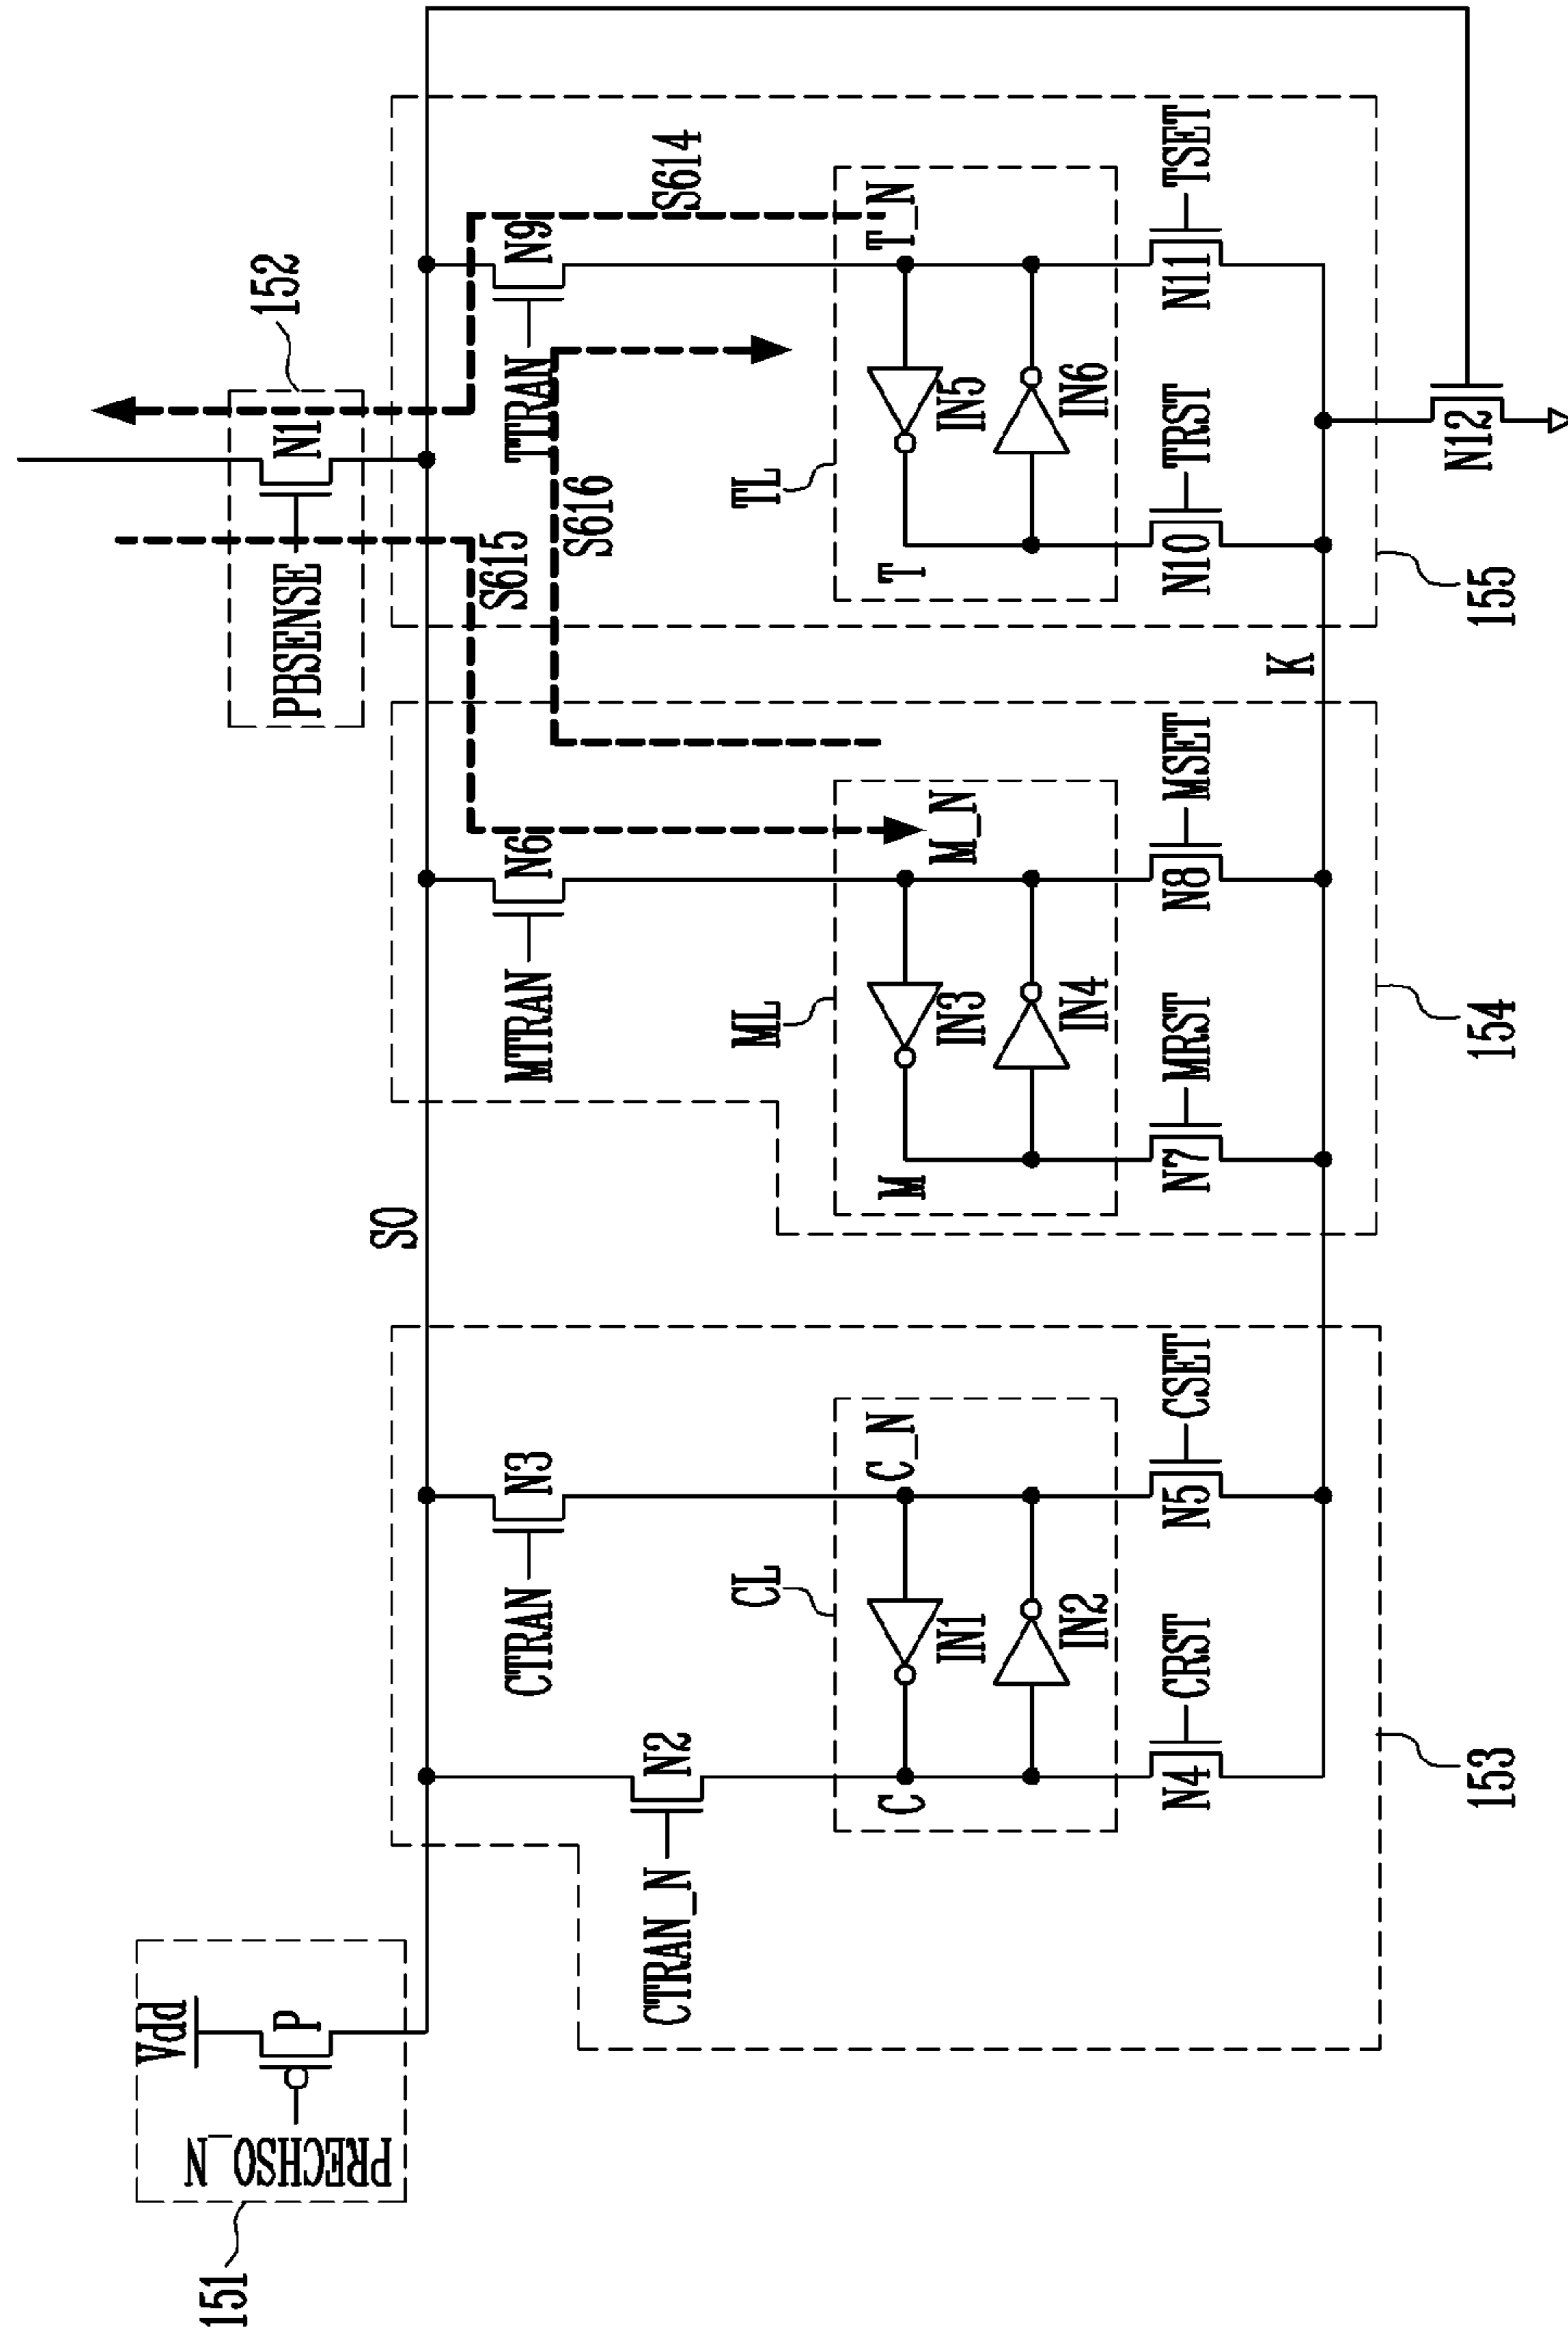 151
PRECHSO_N
Vdd
P
SO
PBSENSE
N1
152
CTRAN_N
N2
CTRAN
N3
CL
C
C_N
IN1
IN2
N4
CRST
N5
CSET
153
MTRAN
N6
ML
M
M_N
IN3
IN4
N7
MRST
N8
MSET
154
S615
S616
S614
TTRAN
N9
TL
T
T_N
IN5
IN6
N10
TRST
N11
TSET
155
K
N12